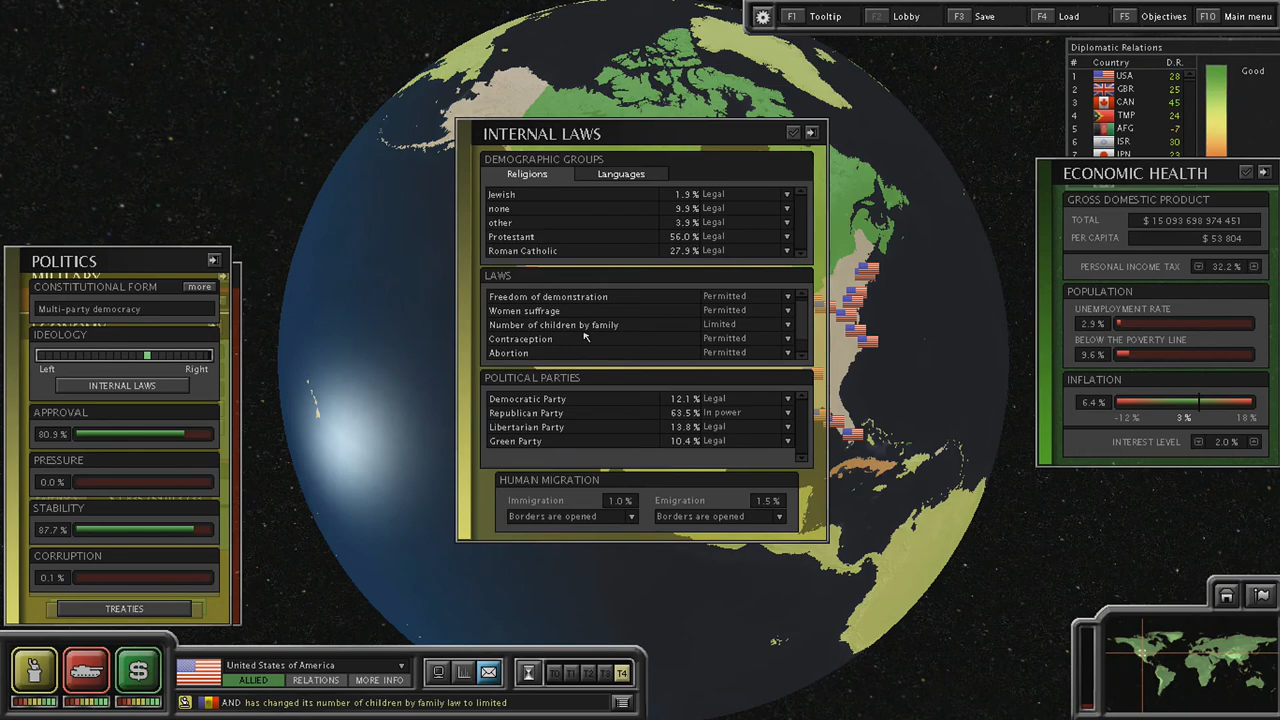 F1 Tooltip F2 Lobby F3 Save F4 Load F5 Objectives F10 Main menu
Diplomatic Relations
# Country D.R.
1 USA 28
2 GBR 25
3 CAN 45
4 TMP 24
5 AFG -7
6 ISR 30
7 JPN 23
Good
INTERNAL LAWS
DEMOGRAPHIC GROUPS
Religions Languages
Jewish 1.9 % Legal
none 9.9 % Legal
other 3.9 % Legal
Protestant 56.0 % Legal
Roman Catholic 27.9 % Legal
LAWS
Freedom of demonstration Permitted
Women suffrage Permitted
Number of children by family Limited
Contraception Permitted
Abortion Permitted
POLITICAL PARTIES
Democratic Party 12.1 % Legal
Republican Party 63.5 % In power
Libertarian Party 13.8 % Legal
Green Party 10.4 % Legal
HUMAN MIGRATION
Immigration 1.0 % Emigration 1.5 %
Borders are opened Borders are opened
POLITICS
MILITARY
CONSTITUTIONAL FORM more
Multi-party democracy
IDEOLOGY
Left Right
INTERNAL LAWS
APPROVAL
80.9 %
PRESSURE
0.0 %
STABILITY
87.7 %
CORRUPTION
0.1 %
TREATIES
ECONOMIC HEALTH
GROSS DOMESTIC PRODUCT
TOTAL $ 15 093 698 974 451
PER CAPITA $ 53 804
PERSONAL INCOME TAX 32.2 %
POPULATION
UNEMPLOYMENT RATE
2.9 %
BELOW THE POVERTY LINE
9.6 %
INFLATION
6.4 %
-12 % 3 % 18 %
INTEREST LEVEL 2.0 %
$
United States of America
ALLIED RELATIONS MORE INFO
T0 T1 T2 T3 T4
AND has changed its number of children by family law to limited